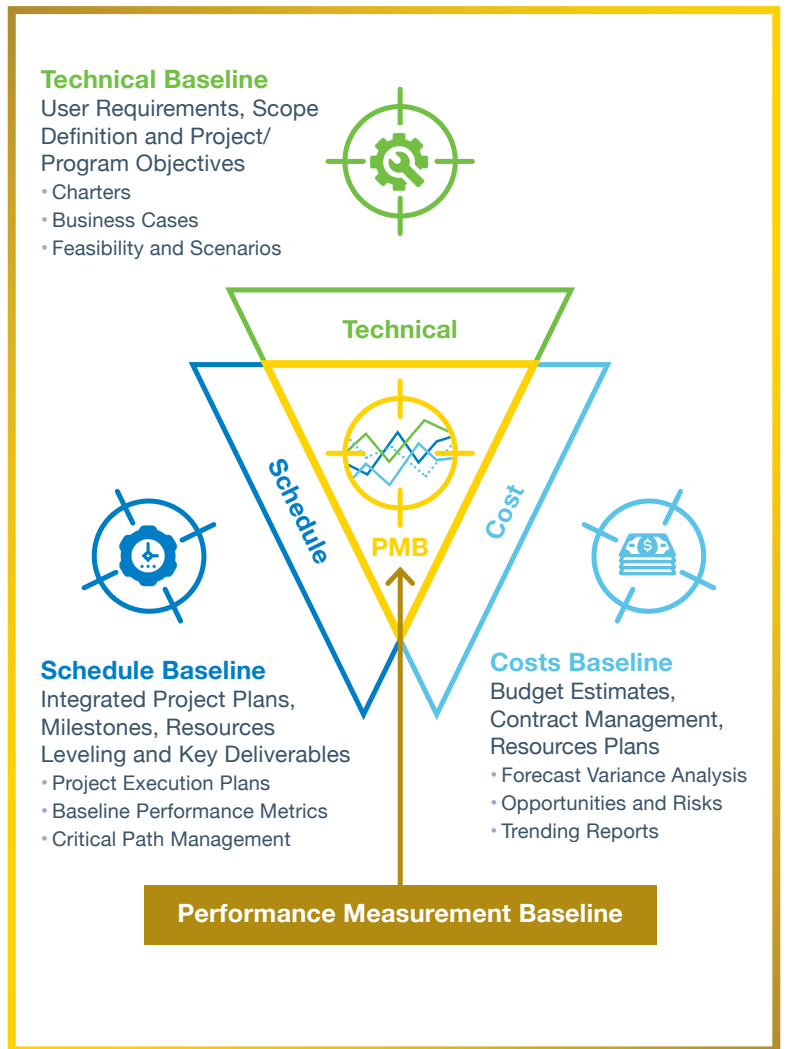 Technical Baseline
User Requirements, Scope
Definition and Project/
Program Objectives
• Charters
• Business Cases
• Feasibility and Scenarios
Technical
Schedule
Cost
$
PMB
Schedule Baseline
Integrated Project Plans,
Milestones, Resources
Leveling and Key Deliverables
• Project Execution Plans
• Baseline Performance Metrics
• Critical Path Management
Costs Baseline
Budget Estimates,
Contract Management,
Resources Plans
• Forecast Variance Analysis
• Opportunities and Risks
• Trending Reports
Performance Measurement Baseline